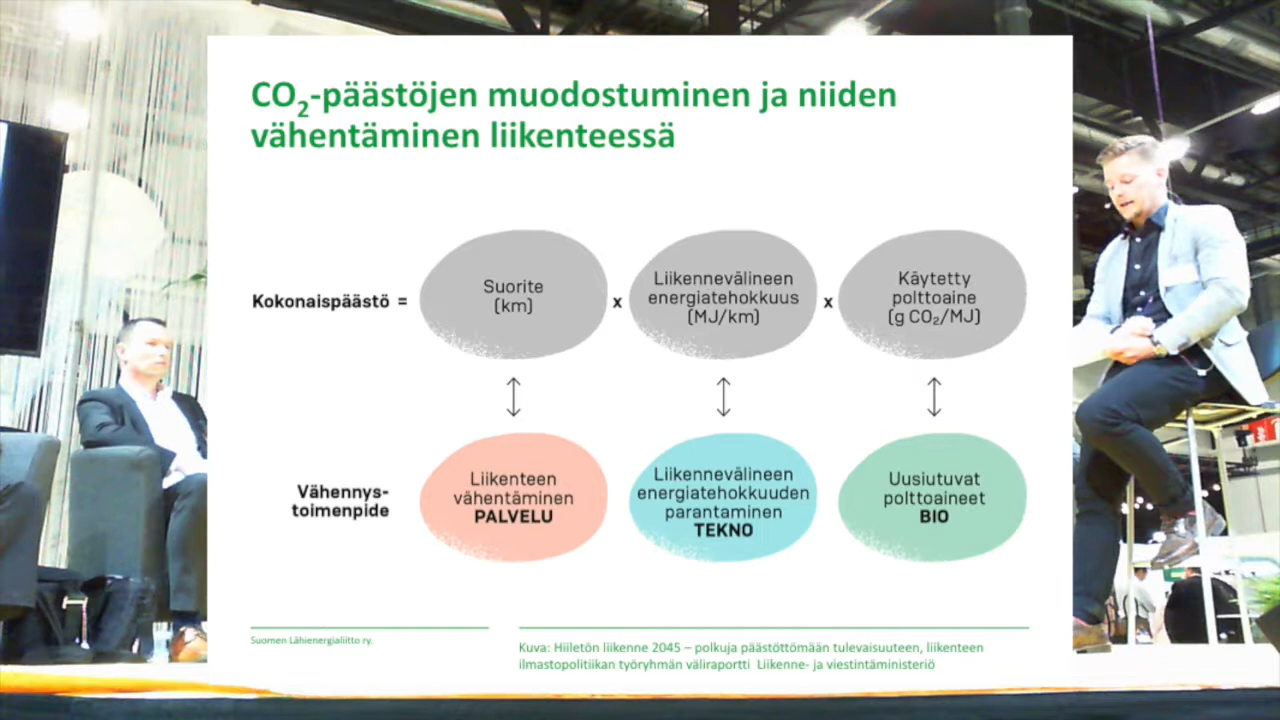 CO₂-päästöjen muodostuminen ja niiden
vähentäminen liikenteessä
Kokonaispäästö =
Suorite
(km)
x
Liikennevälineen
energiatehokkuus
(MJ/km)
x
Käytetty
polttoaine
(g CO₂/MJ)
Vähennys-
toimenpide
Liikenteen
vähentäminen
PALVELU
Liikennevälineen
energiatehokkuuden
parantaminen
TEKNO
Uusiutuvat
polttoaineet
BIO
Suomen Lähienergialiitto ry.
Kuva: Hiiletön liikenne 2045 – polkuja päästöttömään tulevaisuuteen, liikenteen
ilmastopolitiikan työryhmän väliraportti Liikenne- ja viestintäministeriö